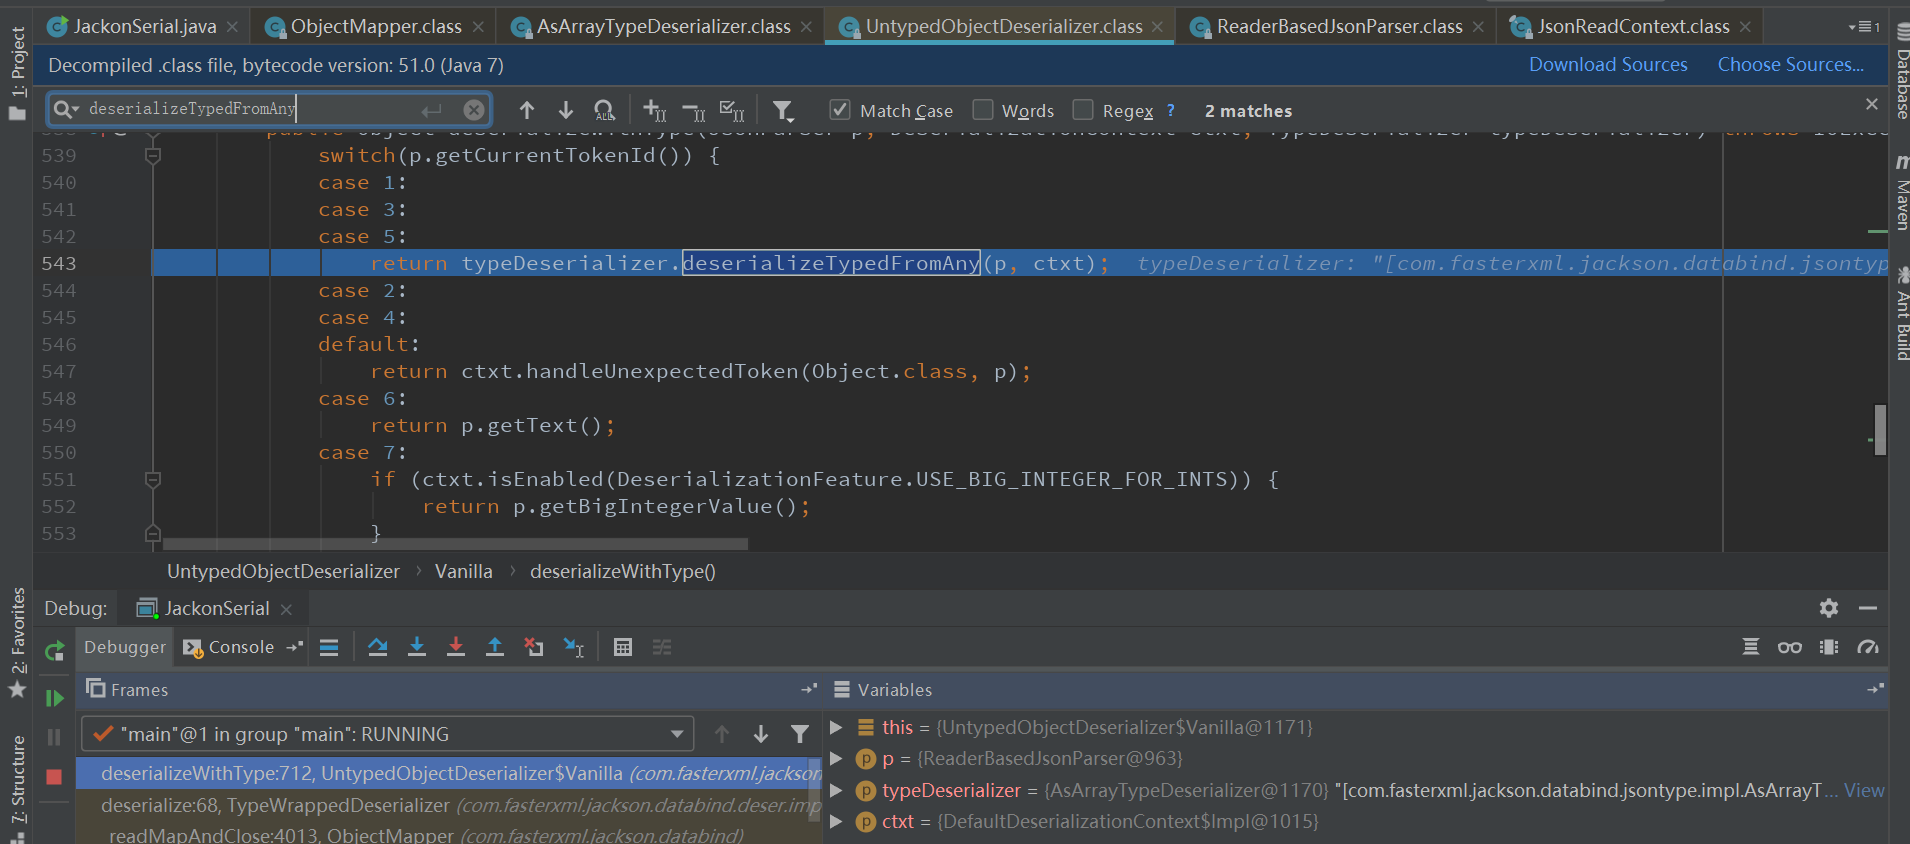 JackonSerial.java ObjectMapper.class AsArrayTypeDeserializer.class UntypedObjectDeserializer.class ReaderBasedJsonParser.class JsonReadContext.class 1
Decompiled .class file, bytecode version: 51.0 (Java 7) Download Sources Choose Sources...
deserializeTypedFromAny Match Case Words Regex ? 2 matches
539 switch(p.getCurrentTokenId()) {
540 case 1:
541 case 3:
542 case 5:
543 return typeDeserializer.deserializeTypedFromAny(p, ctxt); typeDeserializer: "[com.fasterxml.jackson.databind.jsontyp
544 case 2:
545 case 4:
546 default:
547 return ctxt.handleUnexpectedToken(Object.class, p);
548 case 6:
549 return p.getText();
550 case 7:
551 if (ctxt.isEnabled(DeserializationFeature.USE_BIG_INTEGER_FOR_INTS)) {
552 return p.getBigIntegerValue();
553 }
UntypedObjectDeserializer › Vanilla › deserializeWithType()
Debug: JackonSerial
Debugger Console
Frames
Variables
"main"@1 in group "main": RUNNING
deserializeWithType:712, UntypedObjectDeserializer$Vanilla (com.fasterxml.jackson
deserialize:68, TypeWrappedDeserializer (com.fasterxml.jackson.databind.deser.imp
_readMapAndClose:4013, ObjectMapper (com.fasterxml.jackson.databind)
this = {UntypedObjectDeserializer$Vanilla@1171}
p = {ReaderBasedJsonParser@963}
typeDeserializer = {AsArrayTypeDeserializer@1170} "[com.fasterxml.jackson.databind.jsontype.impl.AsArrayT... View
ctxt = {DefaultDeserializationContext$Impl@1015}
1: Project
2: Favorites
7: Structure
Database
Maven
Ant Build